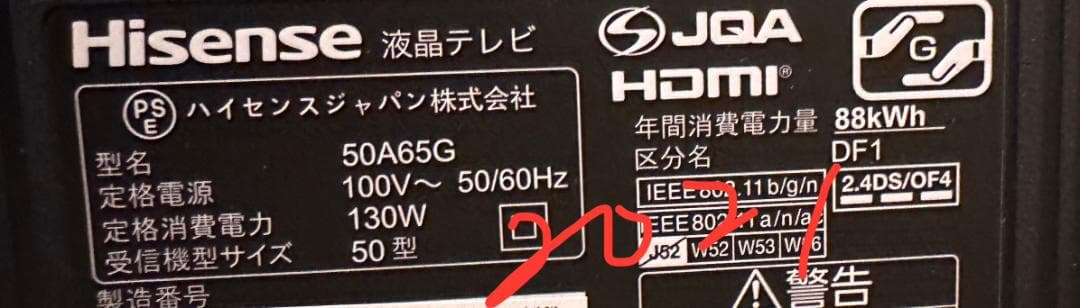 Hisense 液晶テレビ
PSE ハイセンスジャパン株式会社
型名 50A65G
定格電源 100V～ 50/60Hz
定格消費電力 130W
受信機型サイズ 50型
製造番号
JQA
HDMI®
G
年間消費電力量 88kWh
区分名 DF1
IEEE802.11b/g/n
2.4DS/OF4
IEEE802.11a/n/ac
J52 W52 W53 W56
警告
2021